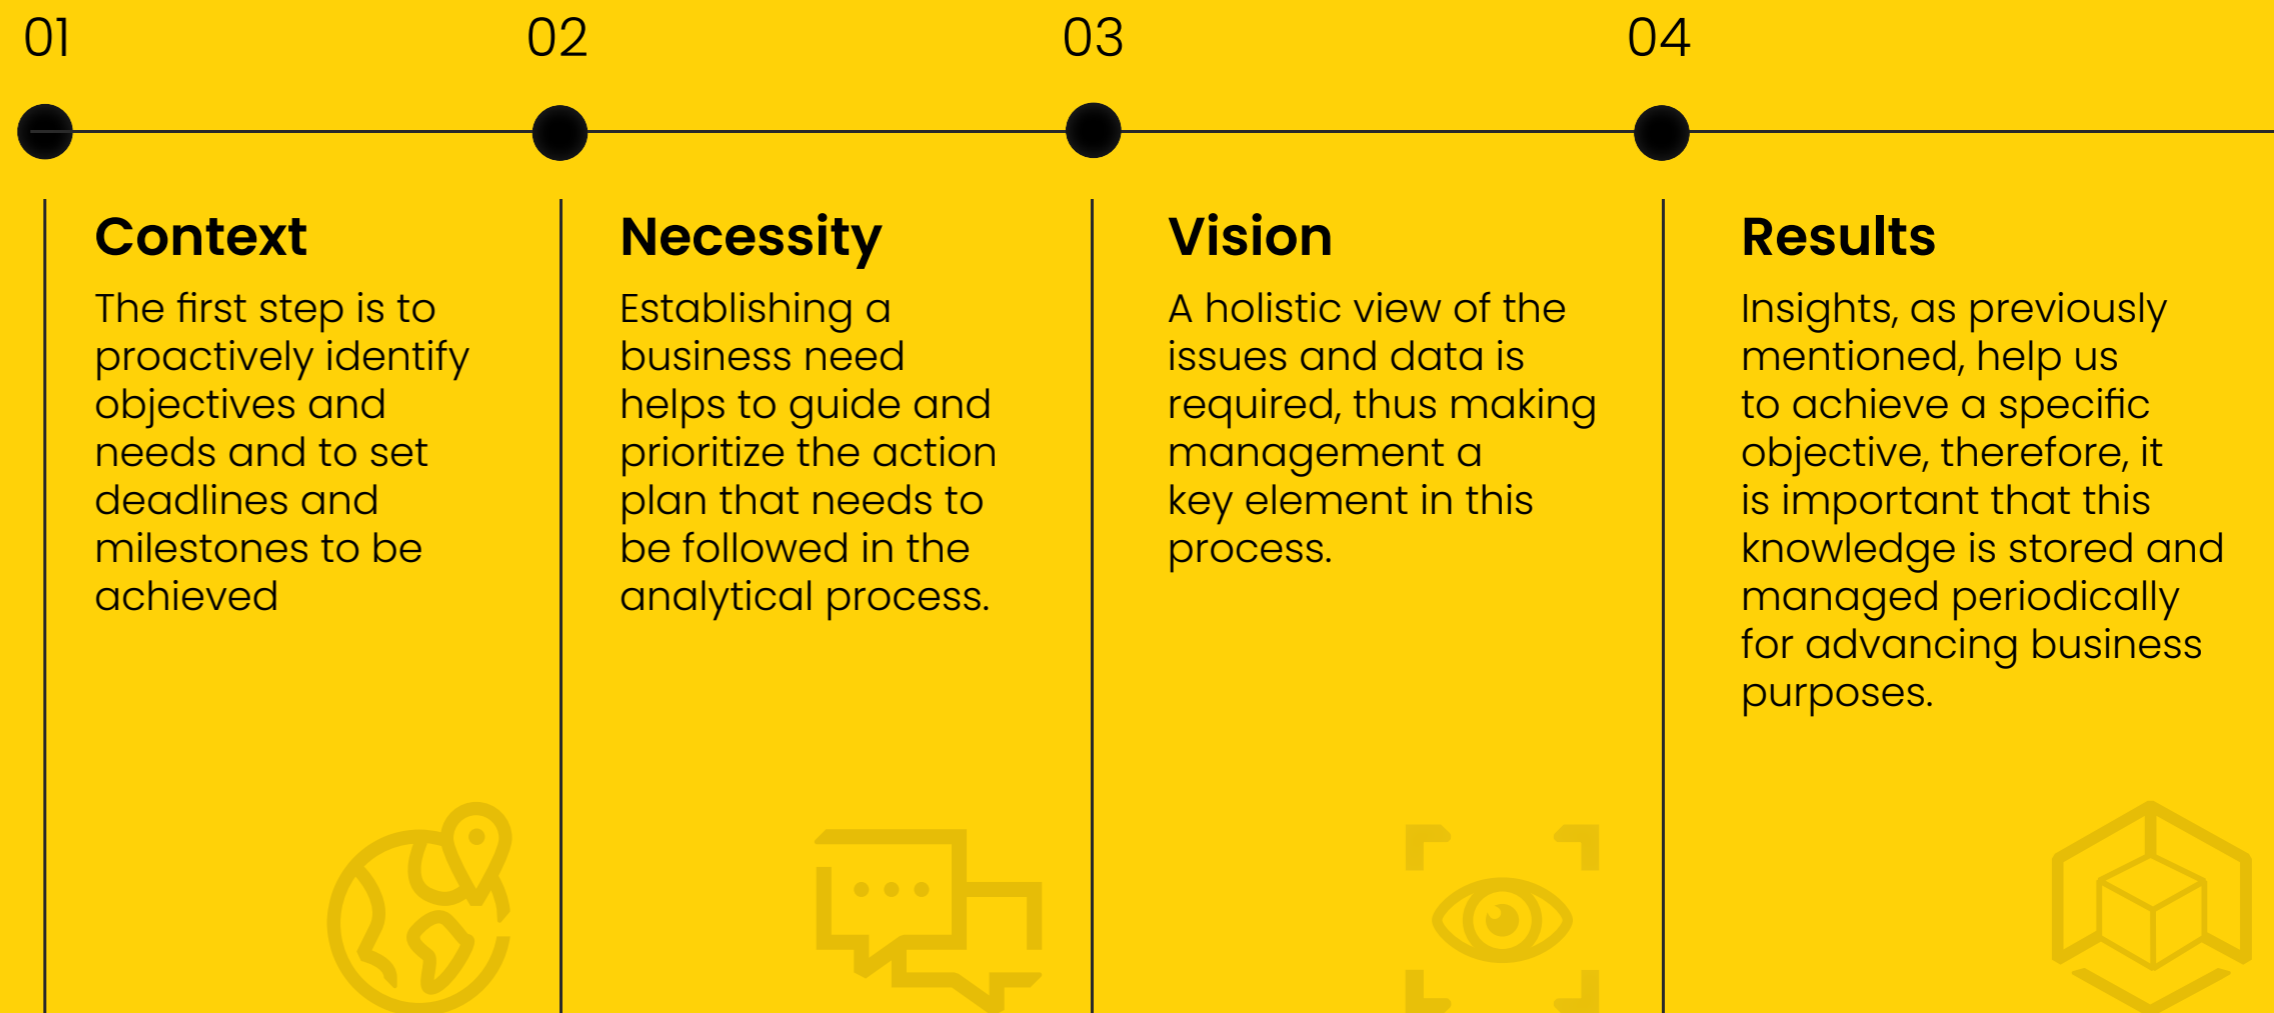 01
02
03
04
Context
The first step is to
proactively identify
objectives and
needs and to set
deadlines and
milestones to be
achieved
Necessity
Establishing a
business need
helps to guide and
prioritize the action
plan that needs to
be followed in the
analytical process.
Vision
A holistic view of the
issues and data is
required, thus making
management a
key element in this
process.
Results
Insights, as previously
mentioned, help us
to achieve a specific
objective, therefore, it
is important that this
knowledge is stored and
managed periodically
for advancing business
purposes.